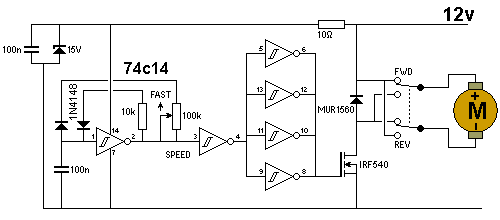 12v
10Ω
100n
15V
74c14
5
6
FWD
1N4148
FAST
13
12
MUR1560
+
M
10k
100k
14
1
2
3
4
11
10
7
SPEED
9
8
IRF540
REV
100n